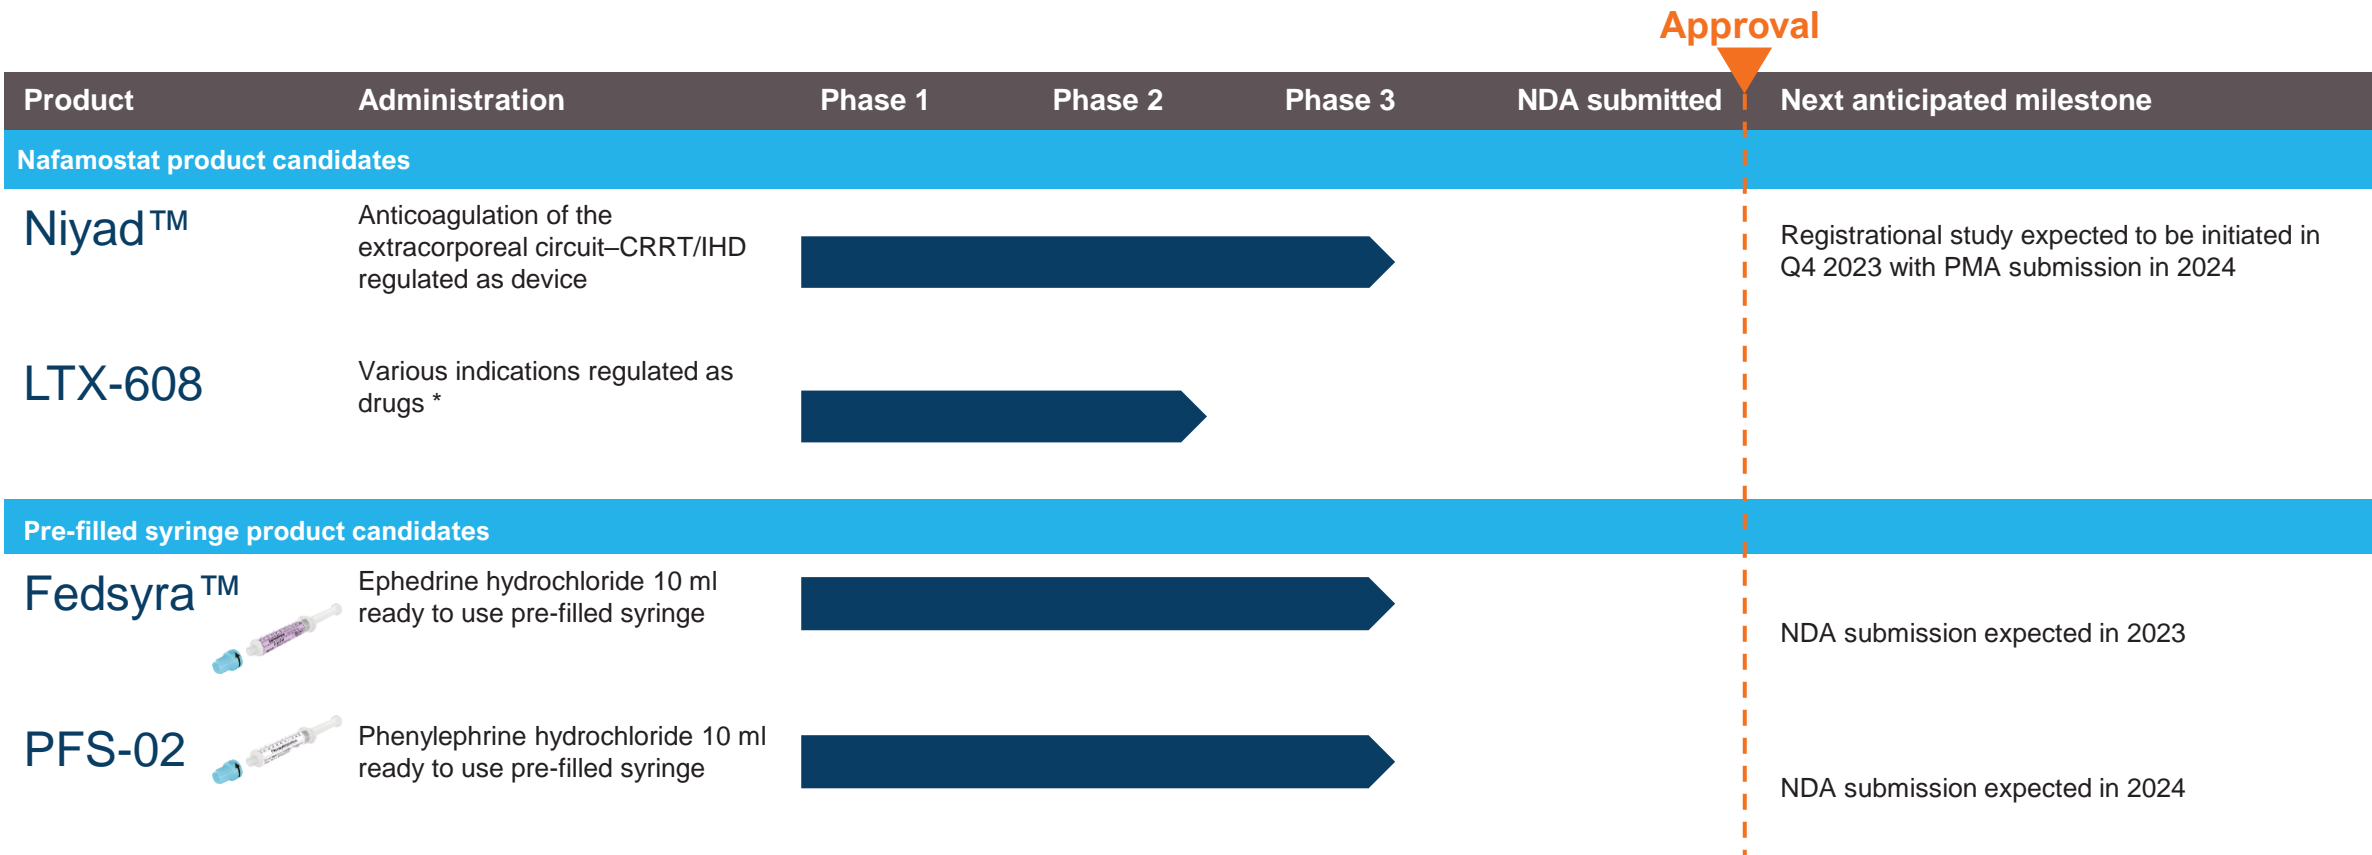 Approval
Product Administration Phase 1 Phase 2 Phase 3 NDA submitted Next anticipated milestone
Nafamostat product candidates
Niyad™
Anticoagulation of the
extracorporeal circuit–CRRT/IHD
regulated as device
Registrational study expected to be initiated in
Q4 2023 with PMA submission in 2024
LTX-608
Various indications regulated as
drugs *
Pre-filled syringe product candidates
Fedsyra™
Ephedrine hydrochloride 10 ml
ready to use pre-filled syringe
NDA submission expected in 2023
PFS-02
Phenylephrine hydrochloride 10 ml
ready to use pre-filled syringe
NDA submission expected in 2024